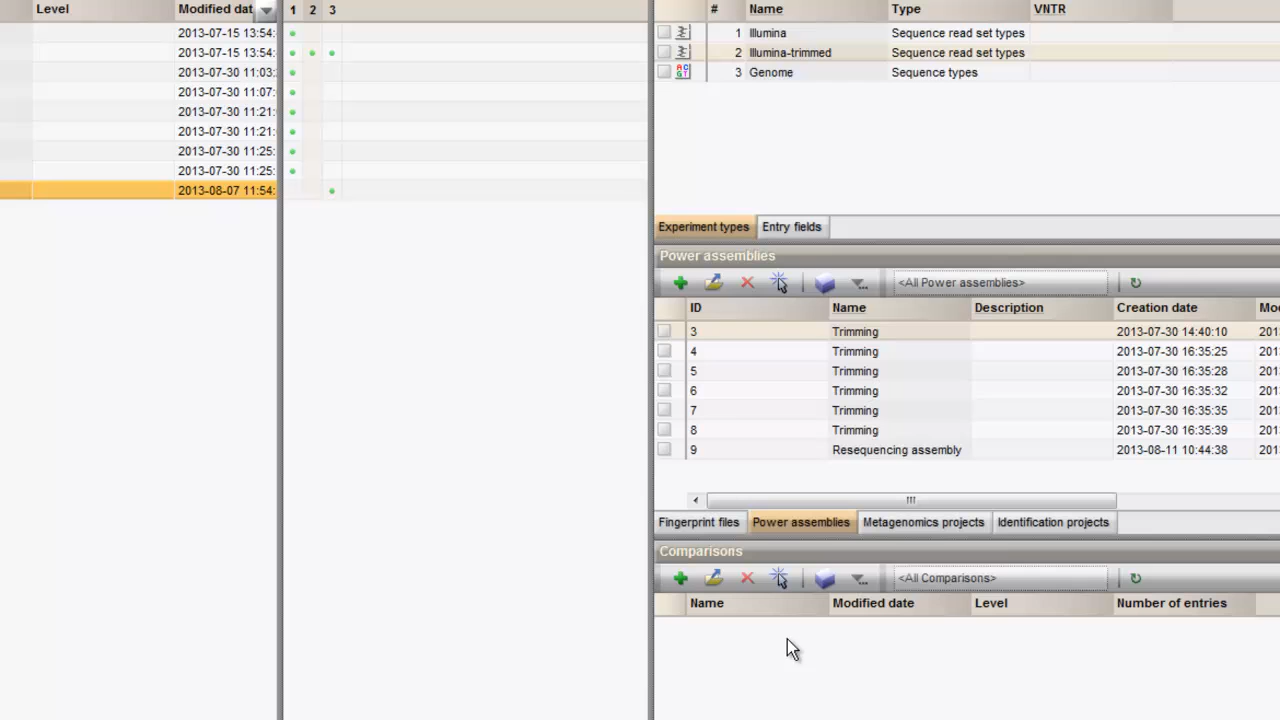 Level Modified dat 1 2 3
2013-07-15 13:54:
2013-07-15 13:54:
2013-07-30 11:03:
2013-07-30 11:07:
2013-07-30 11:21:
2013-07-30 11:21:
2013-07-30 11:25:
2013-07-30 11:25:
2013-08-07 11:54:
# Name Type VNTR
1 Illumina Sequence read set types
2 Illumina-trimmed Sequence read set types
3 Genome Sequence types
Experiment types Entry fields
Power assemblies
<All Power assemblies>
ID Name Description Creation date Mo
3 Trimming 2013-07-30 14:40:10 201
4 Trimming 2013-07-30 16:35:25 201
5 Trimming 2013-07-30 16:35:28 201
6 Trimming 2013-07-30 16:35:32 201
7 Trimming 2013-07-30 16:35:35 201
8 Trimming 2013-07-30 16:35:39 201
9 Resequencing assembly 2013-08-11 10:44:38 201
Fingerprint files Power assemblies Metagenomics projects Identification projects
Comparisons
<All Comparisons>
Name Modified date Level Number of entries